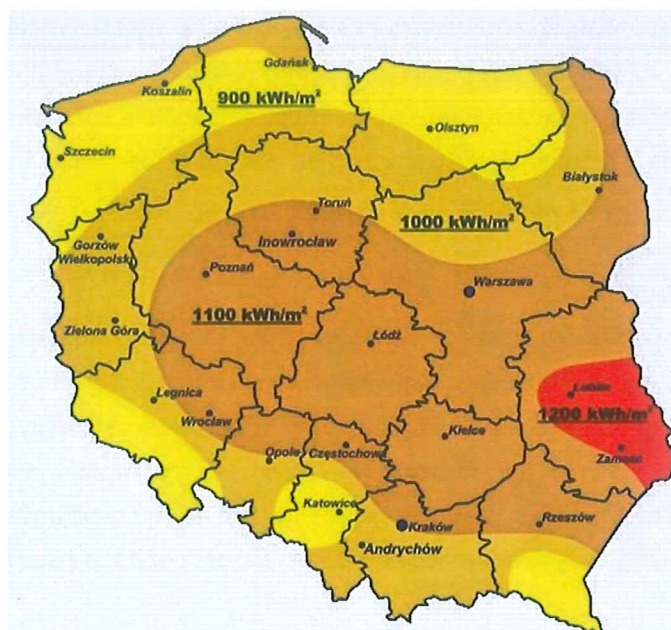 Gdańsk
Koszalin
900 kWh/m²
Olsztyn
Szczecin
Białystok
Toruń
1000 kWh/m²
Gorzów
Wielkopolski
Inowrocław
Poznań
Warszawa
1100 kWh/m²
Zielona Góra
Łódź
Legnica
Lublin
Wrocław
1200 kWh/m²
Kielce
Opole
Częstochowa
Zamość
Katowice
Kraków
Rzeszów
Andrychów